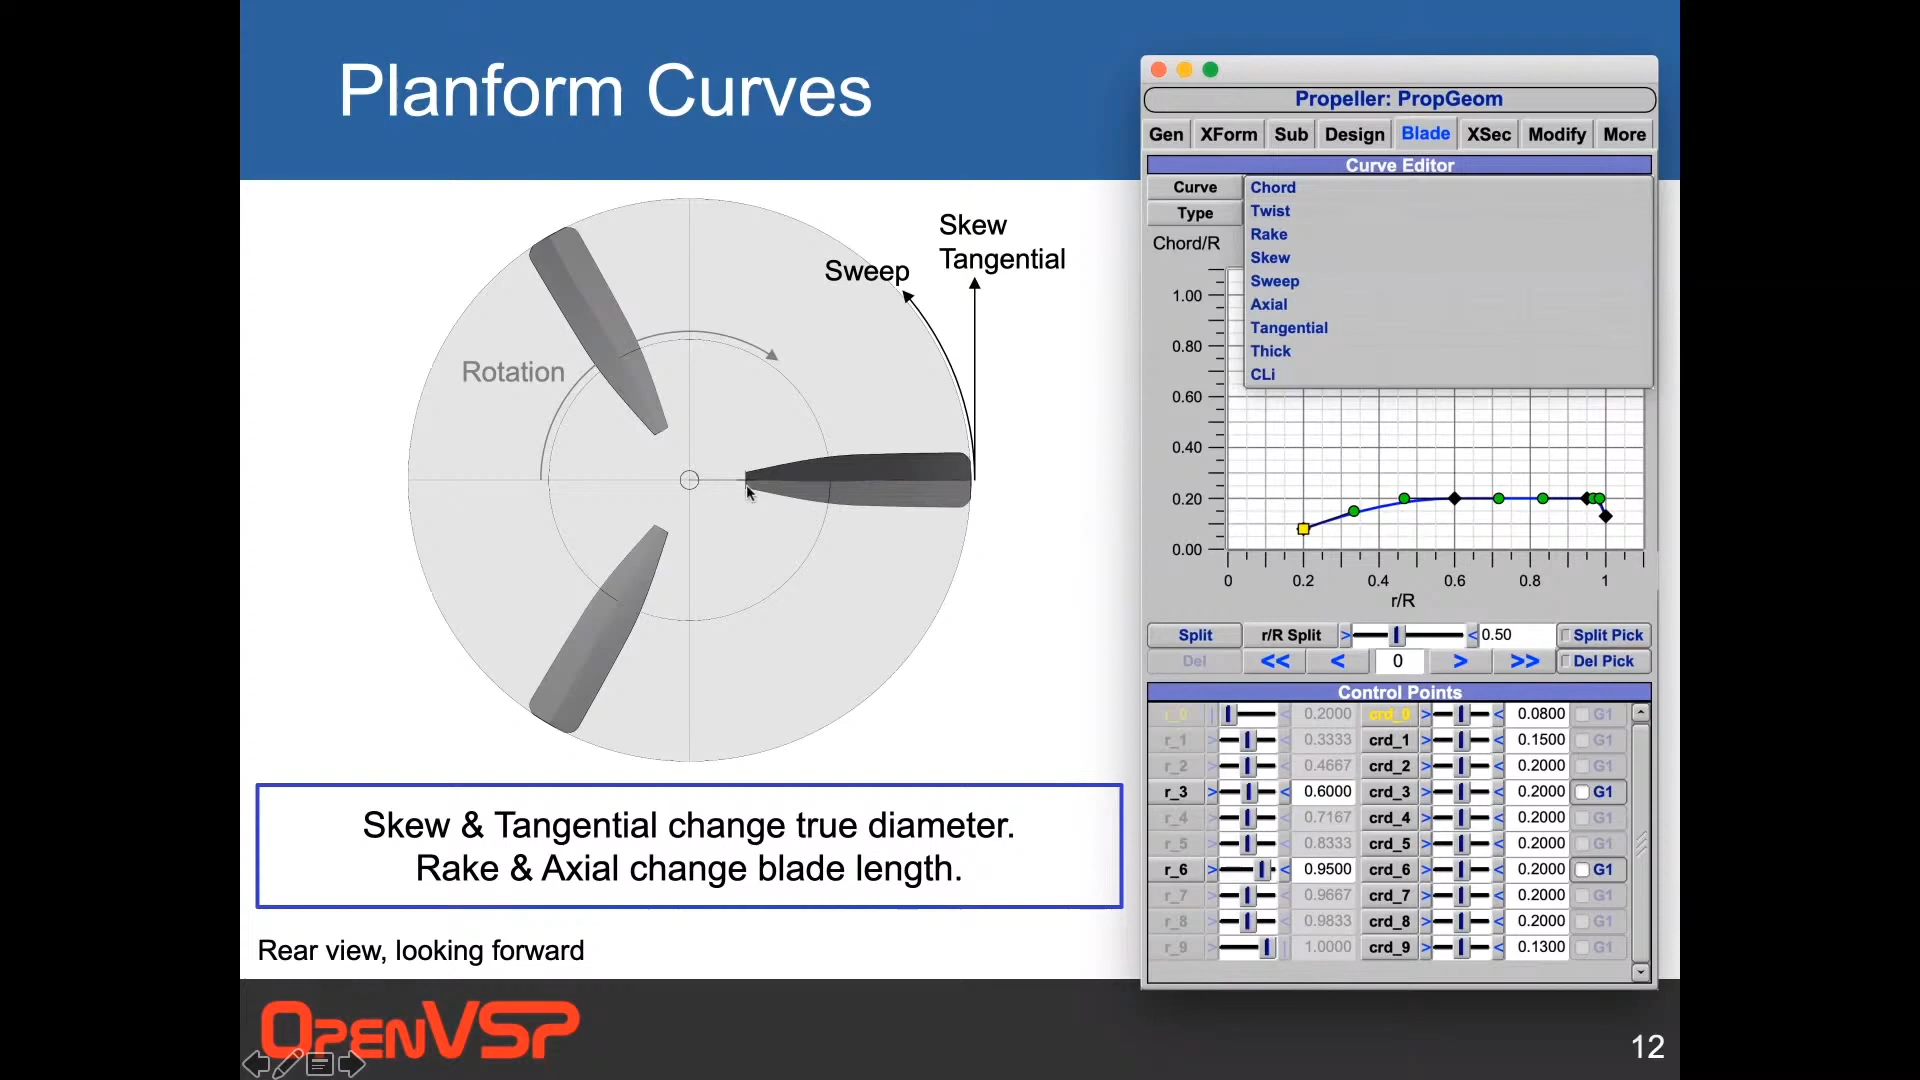 Planform Curves
Skew
Tangential
Sweep
Rotation
Skew & Tangential change true diameter.
Rake & Axial change blade length.
Rear view, looking forward
OPENVSP
12
Propeller: PropGeom
Gen XForm Sub Design Blade XSec Modify More
Curve Editor
Curve
Type
Chord
Twist
Rake
Skew
Sweep
Axial
Tangential
Thick
CLi
Chord/R
1.00
0.80
0.60
0.40
0.20
0.00
0 0.2 0.4 0.6 0.8 1
r/R
Split r/R Split > < 0.50 Split Pick
Del << < 0 > >> Del Pick
Control Points
r_0 < 0.2000 crd_0 > < 0.0800 G1
r_1 > < 0.3333 crd_1 > < 0.1500 G1
r_2 > < 0.4667 crd_2 > < 0.2000 G1
r_3 > < 0.6000 crd_3 > < 0.2000 G1
r_4 > < 0.7167 crd_4 > < 0.2000 G1
r_5 > < 0.8333 crd_5 > < 0.2000 G1
r_6 > < 0.9500 crd_6 > < 0.2000 G1
r_7 > < 0.9667 crd_7 > < 0.2000 G1
r_8 > < 0.9833 crd_8 > < 0.2000 G1
r_9 > 1.0000 crd_9 > < 0.1300 G1